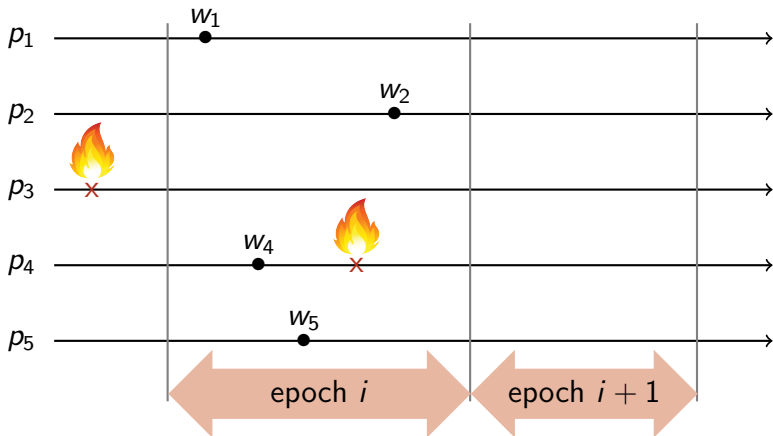 w₁
p₁
w₂
p₂
p₃
x
w₄
p₄
x
w₅
p₅
epoch i
epoch i + 1